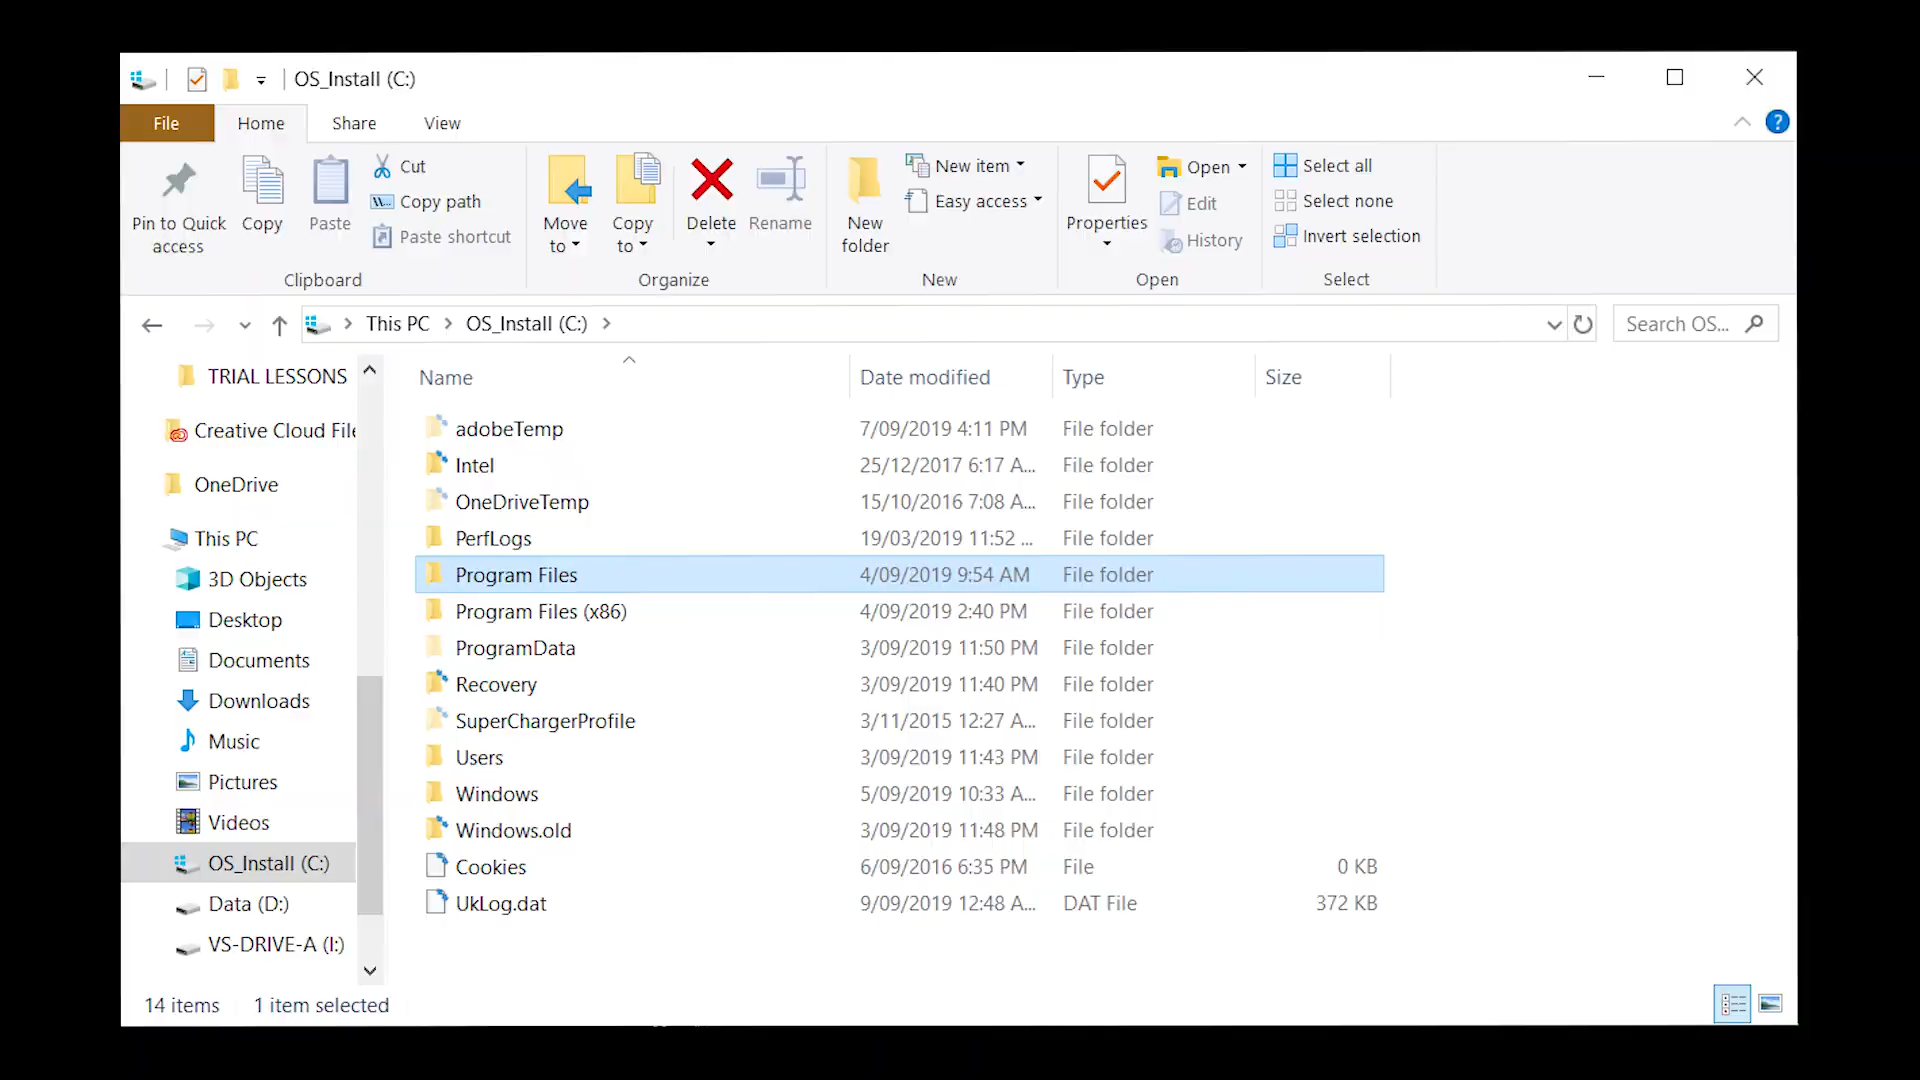 OS_Install (C:)
File Home Share View
Pin to Quick access
Copy
Paste
Cut
Copy path
Paste shortcut
Clipboard
Move to
Copy to
Delete
Rename
Organize
New folder
New item
Easy access
New
Properties
Open
Edit
History
Open
Select all
Select none
Invert selection
Select
This PC OS_Install (C:)
Search OS...
TRIAL LESSONS
Creative Cloud File
OneDrive
This PC
3D Objects
Desktop
Documents
Downloads
Music
Pictures
Videos
OS_Install (C:)
Data (D:)
VS-DRIVE-A (I:)
Name Date modified Type Size
adobeTemp 7/09/2019 4:11 PM File folder
Intel 25/12/2017 6:17 A... File folder
OneDriveTemp 15/10/2016 7:08 A... File folder
PerfLogs 19/03/2019 11:52 ... File folder
Program Files 4/09/2019 9:54 AM File folder
Program Files (x86) 4/09/2019 2:40 PM File folder
ProgramData 3/09/2019 11:50 PM File folder
Recovery 3/09/2019 11:40 PM File folder
SuperChargerProfile 3/11/2015 12:27 A... File folder
Users 3/09/2019 11:43 PM File folder
Windows 5/09/2019 10:33 A... File folder
Windows.old 3/09/2019 11:48 PM File folder
Cookies 6/09/2016 6:35 PM File 0 KB
UkLog.dat 9/09/2019 12:48 A... DAT File 372 KB
14 items 1 item selected